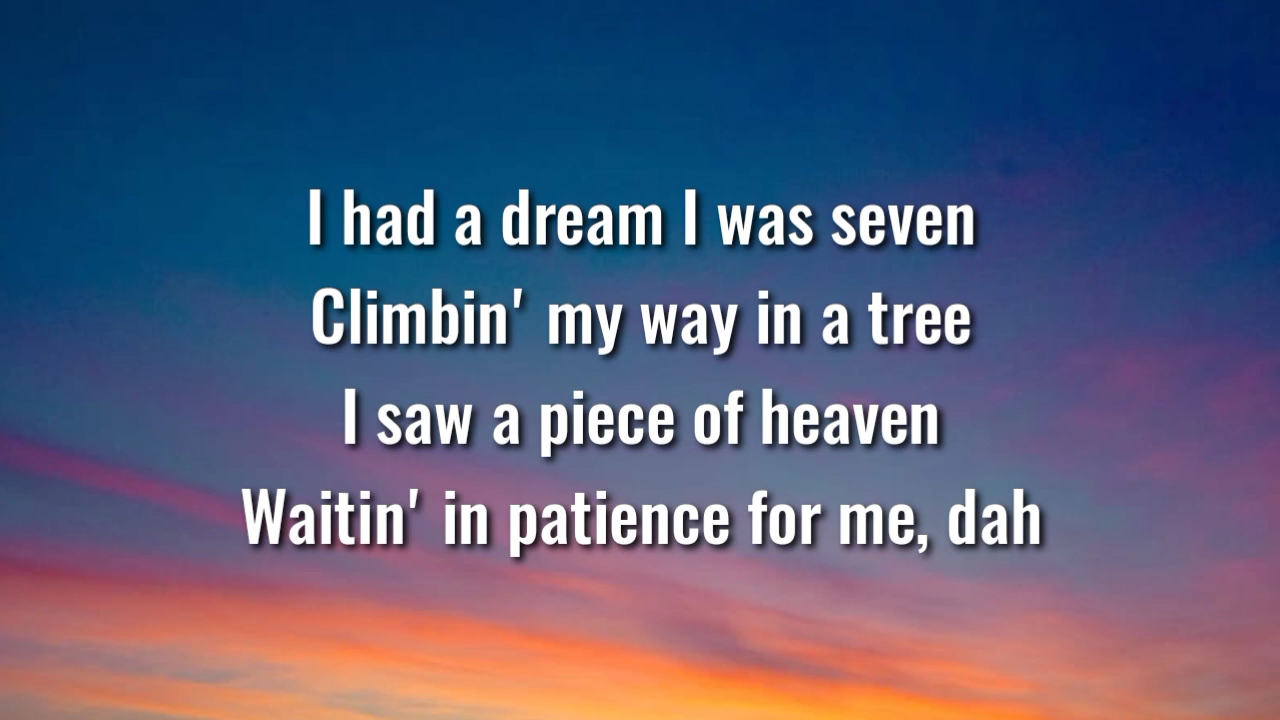 I had a dream I was seven
Climbin' my way in a tree
I saw a piece of heaven
Waitin' in patience for me, dah